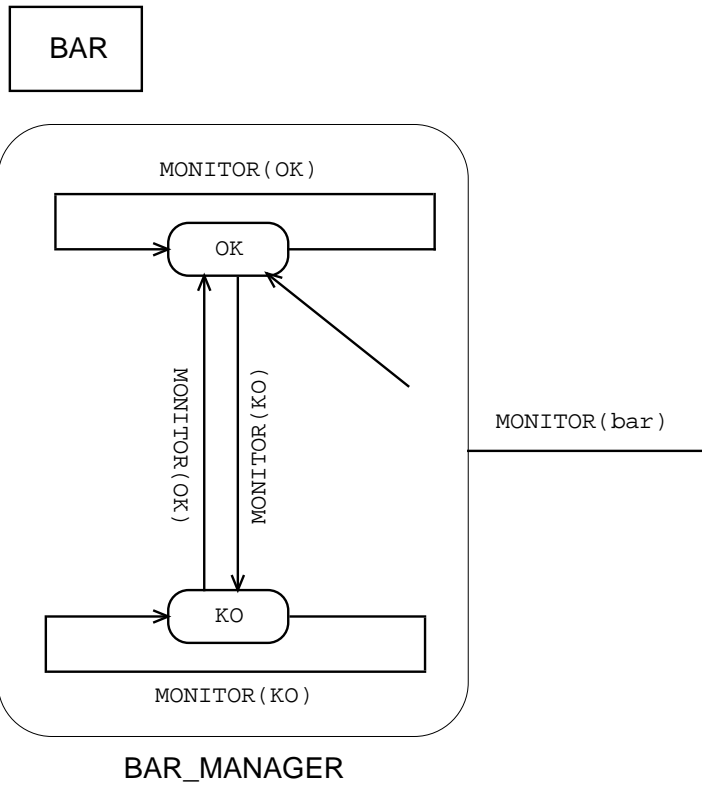 BAR
MONITOR(OK)
OK
MONITOR(OK)
MONITOR(KO)
MONITOR(bar)
KO
MONITOR(KO)
BAR_MANAGER